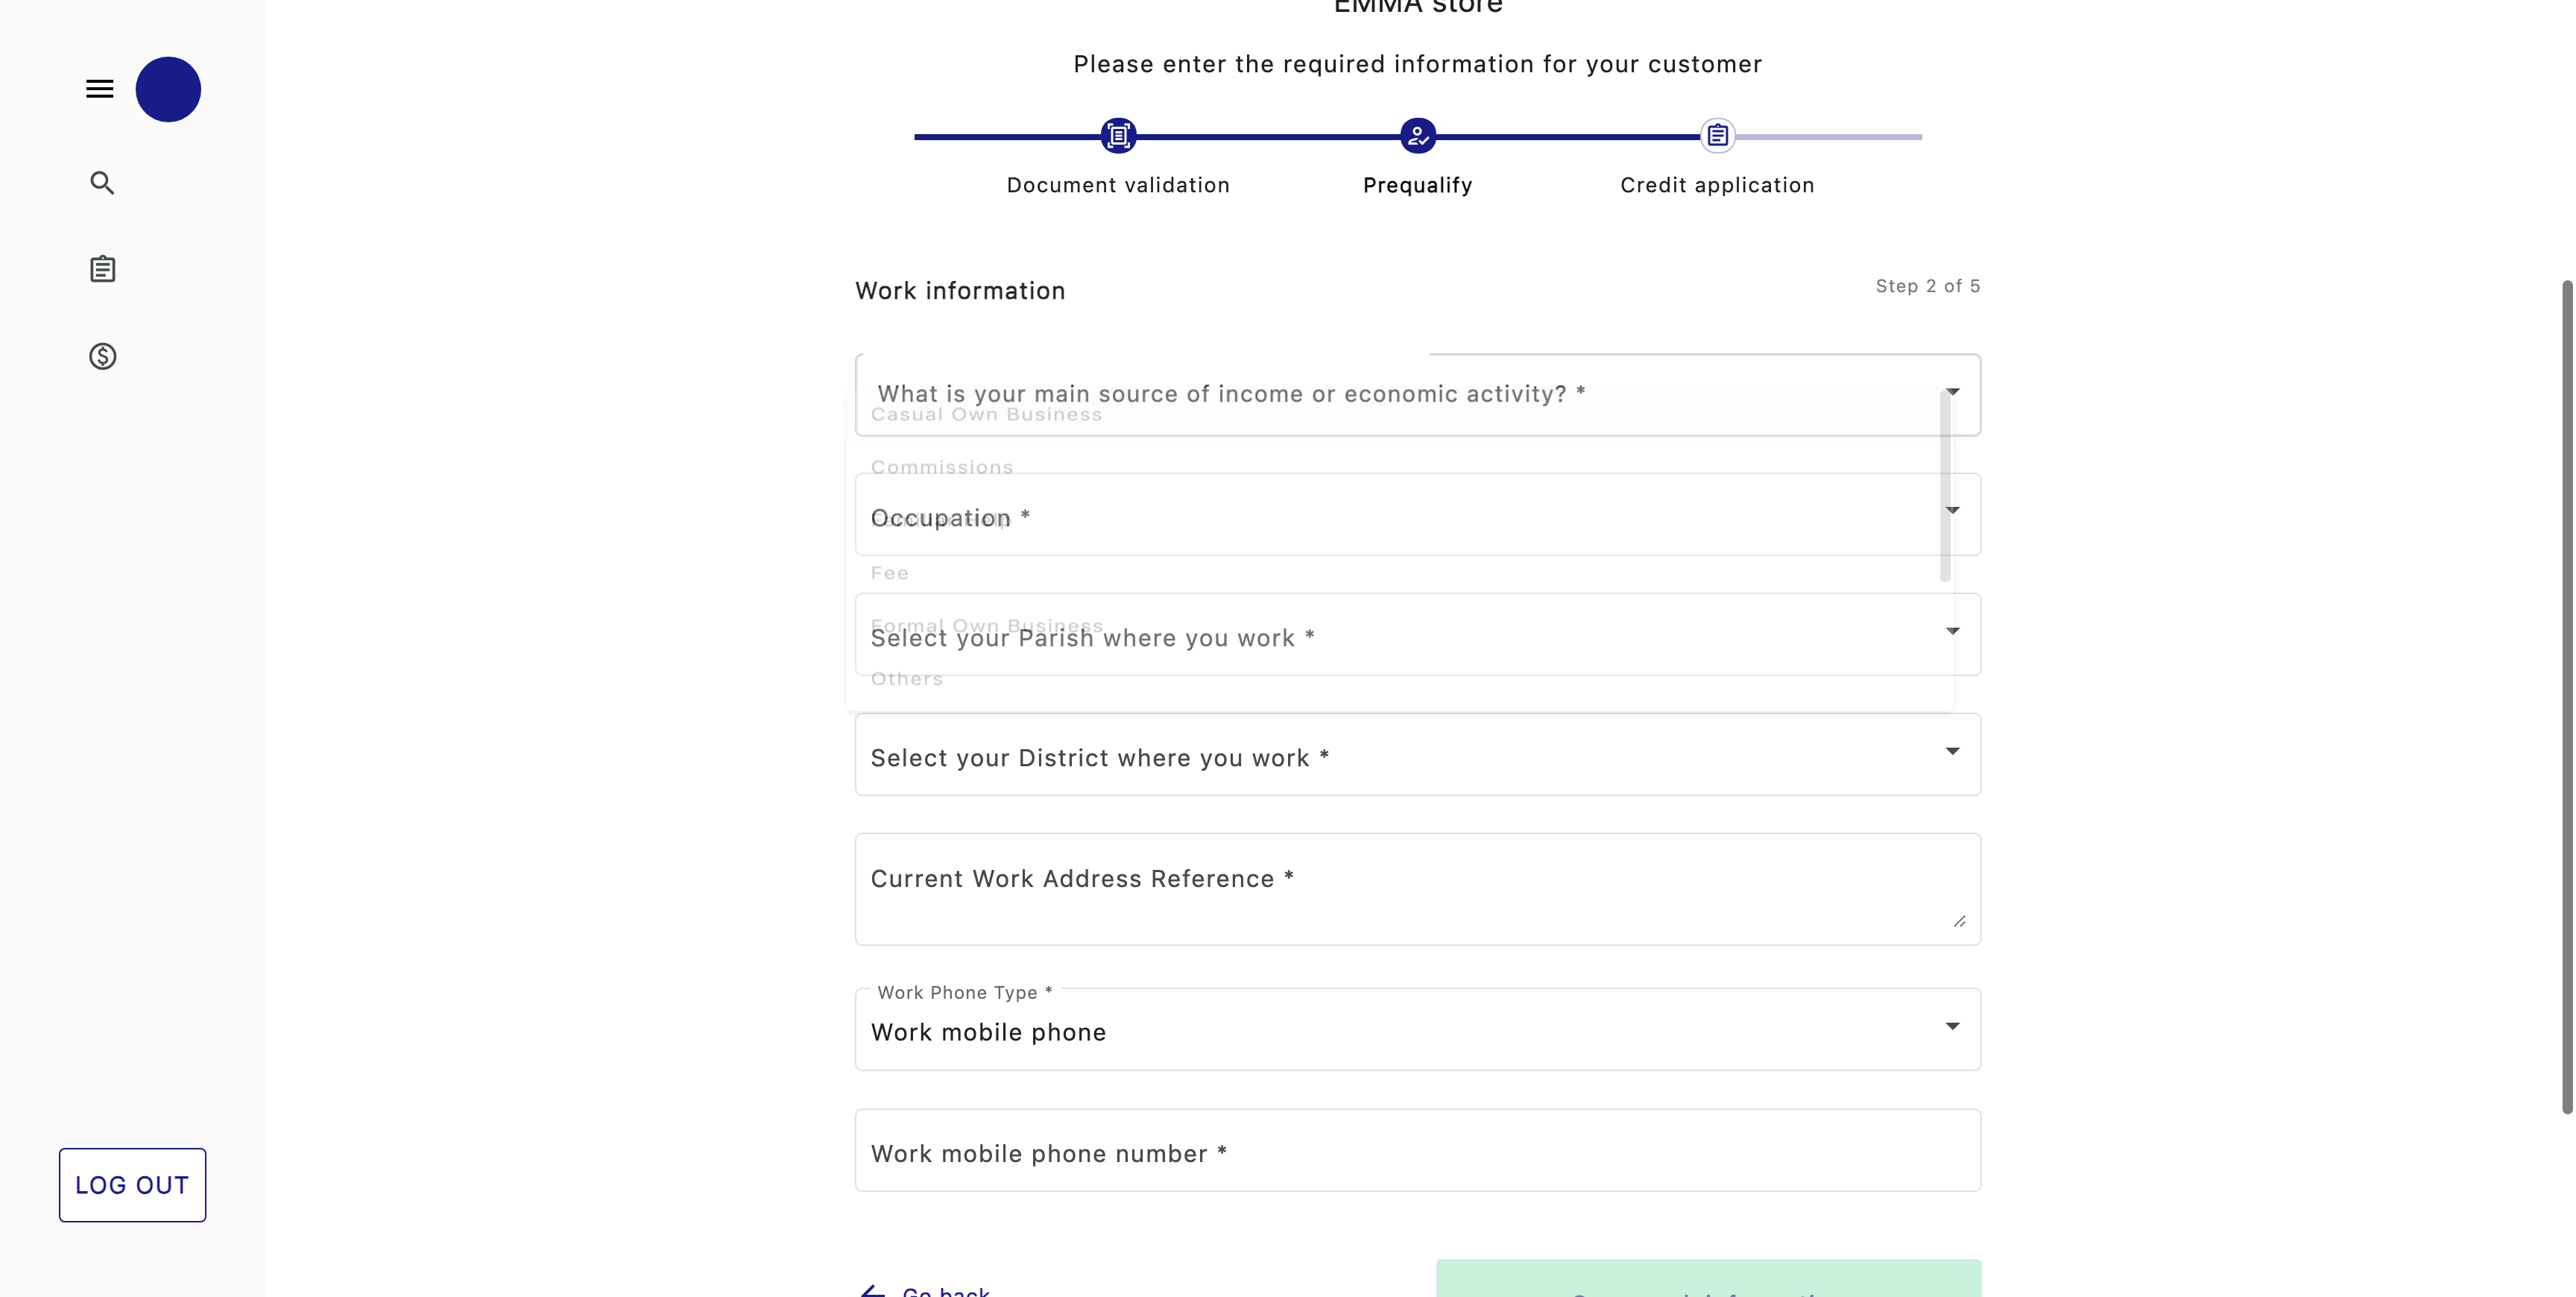 EMMA store
Please enter the required information for your customer
Document validation
Prequalify
Credit application
Work information
Step 2 of 5
What is your main source of income or economic activity? *
Casual Own Business
Commissions
Occupation *
Fee
Formal Own Business
Select your Parish where you work *
Others
Select your District where you work *
Current Work Address Reference *
Work Phone Type *
Work mobile phone
Work mobile phone number *
LOG OUT
Go back